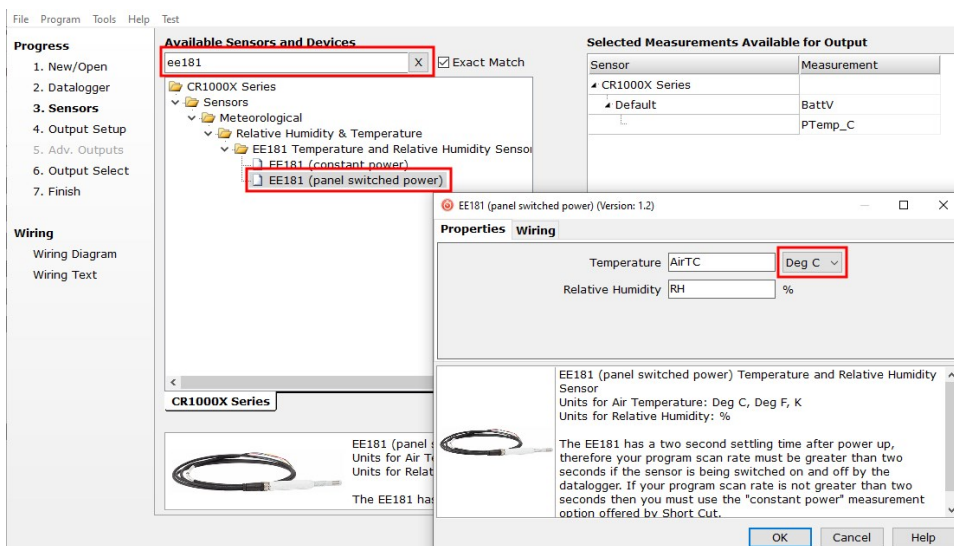 File Program Tools Help Test
Progress
1. New/Open
2. Datalogger
3. Sensors
4. Output Setup
5. Adv. Outputs
6. Output Select
7. Finish
Wiring
Wiring Diagram
Wiring Text
Available Sensors and Devices
ee181 X Exact Match
CR1000X Series
Sensors
Meteorological
Relative Humidity & Temperature
EE181 Temperature and Relative Humidity Senso
EE181 (constant power)
EE181 (panel switched power)
CR1000X Series
EE181 (panel
Units for Air T
Units for Relat
The EE181 ha
Selected Measurements Available for Output
Sensor Measurement
CR1000X Series
Default BattV
PTemp_C
EE181 (panel switched power) (Version: 1.2)
Properties Wiring
Temperature AirTC Deg C
Relative Humidity RH %
EE181 (panel switched power) Temperature and Relative Humidity
Sensor
Units for Air Temperature: Deg C, Deg F, K
Units for Relative Humidity: %
The EE181 has a two second settling time after power up,
therefore your program scan rate must be greater than two
seconds if the sensor is being switched on and off by the
datalogger. If your program scan rate is not greater than two
seconds then you must use the "constant power" measurement
option offered by Short Cut.
OK Cancel Help